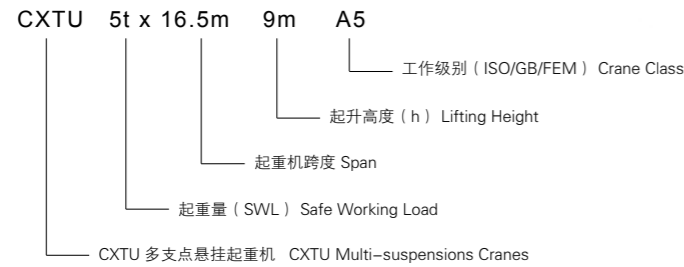 CXTU 5t x 16.5m 9m A5
工作级别（ISO/GB/FEM）Crane Class
起升高度（h）Lifting Height
起重机跨度 Span
起重量（SWL）Safe Working Load
CXTU 多支点悬挂起重机 CXTU Multi-suspensions Cranes